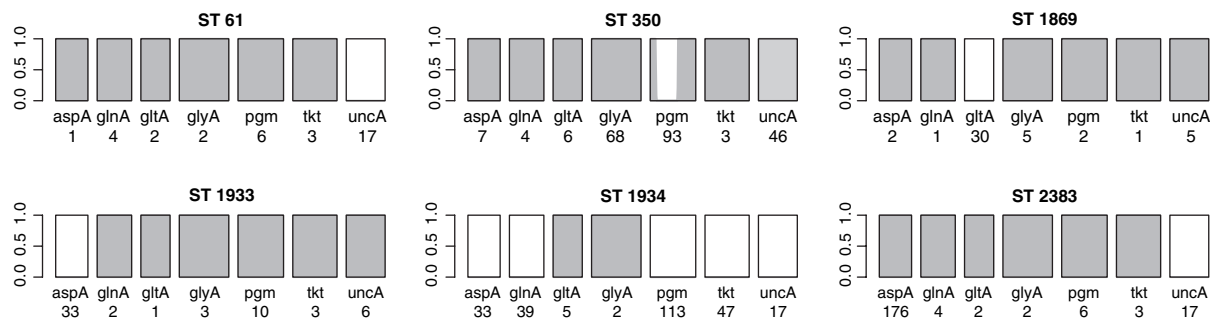 ST 61
1.0
0.5
0.0
aspA glnA gltA glyA pgm tkt uncA
1 4 2 2 6 3 17
ST 350
1.0
0.5
0.0
aspA glnA gltA glyA pgm tkt uncA
7 4 6 68 93 3 46
ST 1869
1.0
0.5
0.0
aspA glnA gltA glyA pgm tkt uncA
2 1 30 5 2 1 5
ST 1933
1.0
0.5
0.0
aspA glnA gltA glyA pgm tkt uncA
33 2 1 3 10 3 6
ST 1934
1.0
0.5
0.0
aspA glnA gltA glyA pgm tkt uncA
33 39 5 2 113 47 17
ST 2383
1.0
0.5
0.0
aspA glnA gltA glyA pgm tkt uncA
176 4 2 2 6 3 17